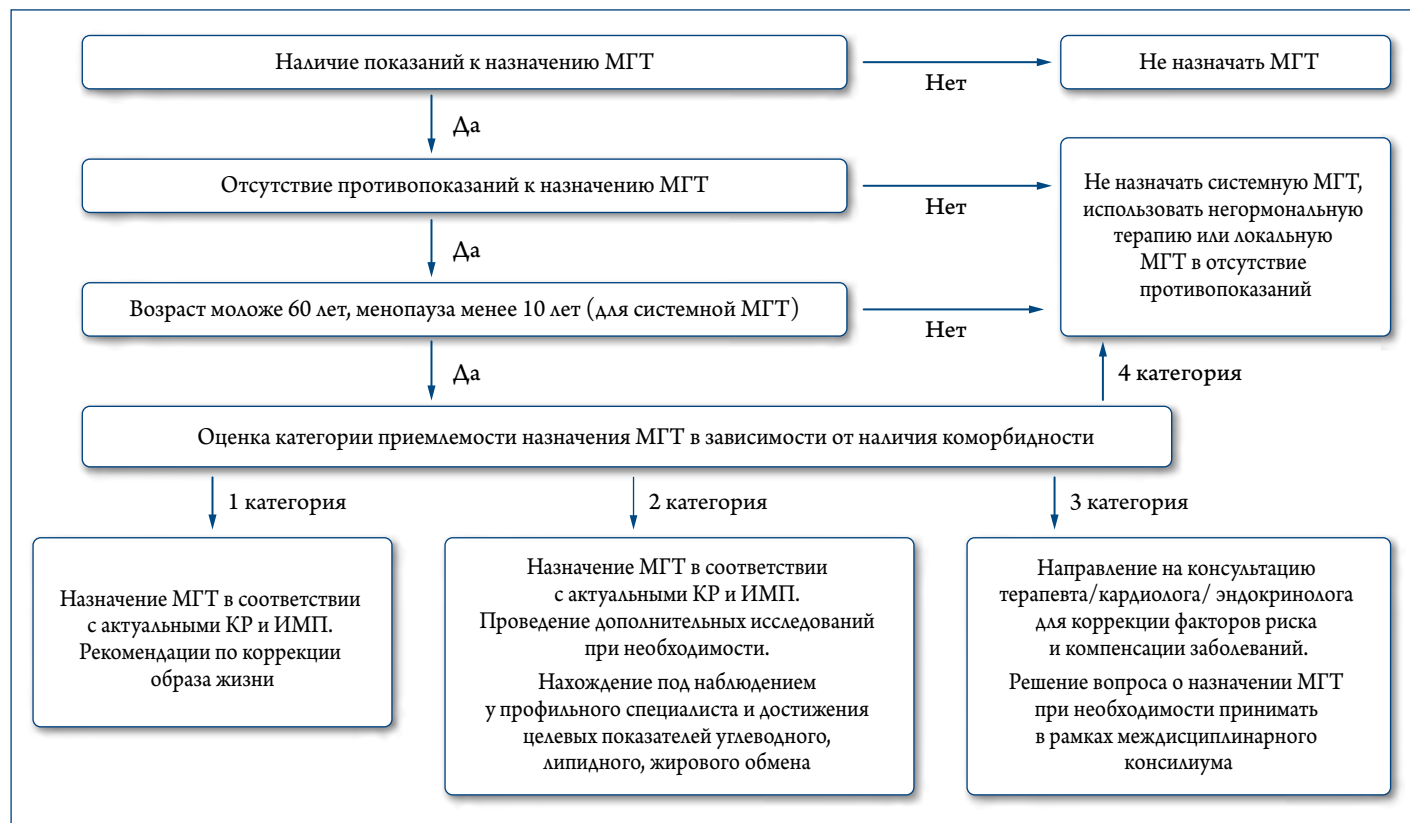 Наличие показаний к назначению МГТ
Нет
Не назначать МГТ
Да
Отсутствие противопоказаний к назначению МГТ
Нет
Не назначать системную МГТ,
использовать негормональную
терапию или локальную
МГТ в отсутствие
противопоказаний
Да
Возраст моложе 60 лет, менопауза менее 10 лет (для системной МГТ)
Нет
Да
4 категория
Оценка категории приемлемости назначения МГТ в зависимости от наличия коморбидности
1 категория
2 категория
3 категория
Назначение МГТ в соответствии
с актуальными КР и ИМП.
Рекомендации по коррекции
образа жизни
Назначение МГТ в соответствии
с актуальными КР и ИМП.
Проведение дополнительных исследований
при необходимости.
Нахождение под наблюдением
у профильного специалиста и достижения
целевых показателей углеводного,
липидного, жирового обмена
Направление на консультацию
терапевта/кардиолога/ эндокринолога
для коррекции факторов риска
и компенсации заболеваний.
Решение вопроса о назначении МГТ
при необходимости принимать
в рамках междисциплинарного
консилиума